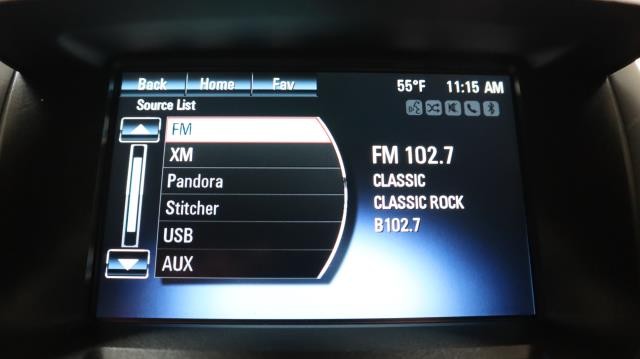 Back Home Fav 55°F 11:15 AM
Source List
FM
XM
Pandora
Stitcher
USB
AUX
FM 102.7
CLASSIC
CLASSIC ROCK
B102.7